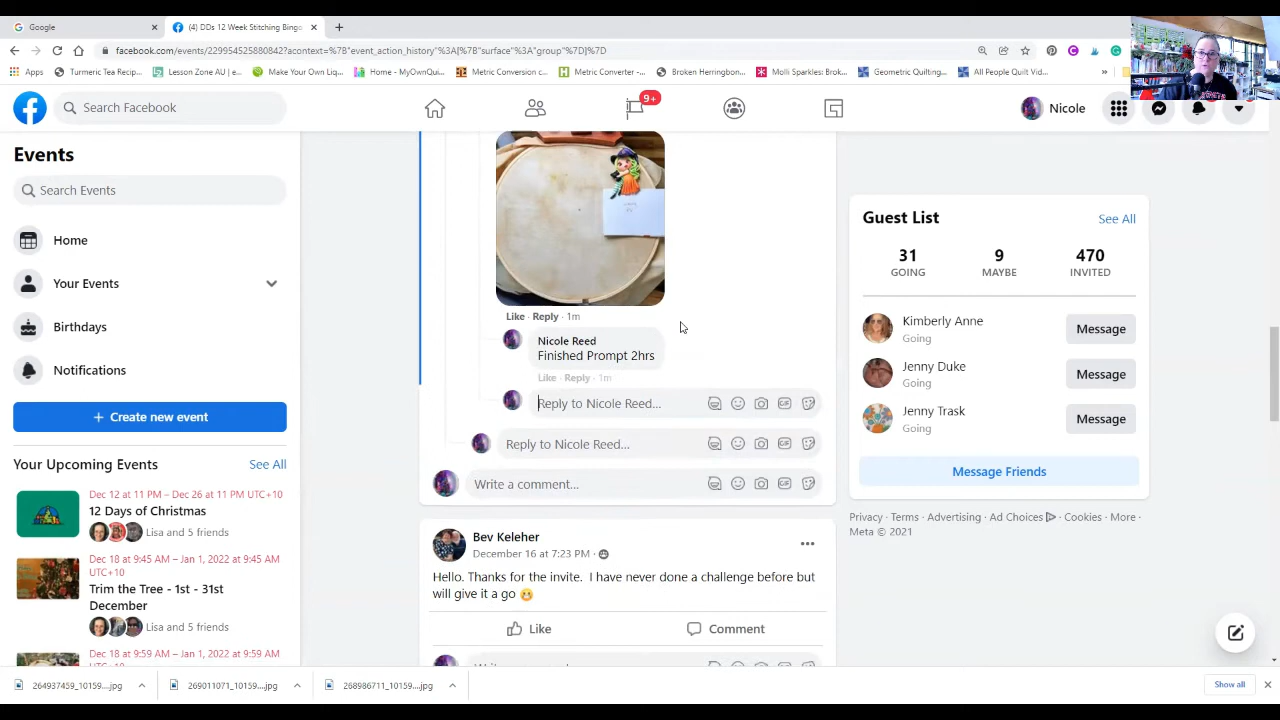 Google
(4) DDs 12 Week Stitching Bingo
facebook.com/events/229954525880842?acontext=%7B"event_action_history"%3A[%7B"surface"%3A"group"%7D]%7D
Apps
Turmeric Tea Recip...
Lesson Zone AU | e...
Make Your Own Liq...
Home - MyOwnQui...
Metric Conversion c...
Metric Converter -...
Broken Herringbon...
Molli Sparkles: Brok...
Geometric Quilting...
All People Quilt Vid...
»
Search Facebook
9+
Nicole
Events
Search Events
Home
Your Events
Birthdays
Notifications
+ Create new event
Your Upcoming Events
See All
Dec 12 at 11 PM – Dec 26 at 11 PM UTC+10
12 Days of Christmas
Lisa and 5 friends
Dec 18 at 9:45 AM – Jan 1, 2022 at 9:45 AM
UTC+10
Trim the Tree - 1st - 31st
December
Lisa and 5 friends
Dec 18 at 9:59 AM – Jan 1, 2022 at 9:59 AM
Like · Reply · 1m
Nicole Reed
Finished Prompt 2hrs
Like · Reply · 1m
Reply to Nicole Reed...
Reply to Nicole Reed...
Write a comment...
Bev Keleher
December 16 at 7:23 PM ·
Hello. Thanks for the invite. I have never done a challenge before but
will give it a go
Like
Comment
Guest List
See All
31
GOING
9
MAYBE
470
INVITED
Kimberly Anne
Going
Message
Jenny Duke
Going
Message
Jenny Trask
Going
Message
Message Friends
Privacy · Terms · Advertising · Ad Choices · Cookies · More ·
Meta © 2021
264937459_10159....jpg
269011071_10159....jpg
268986711_10159....jpg
Show all